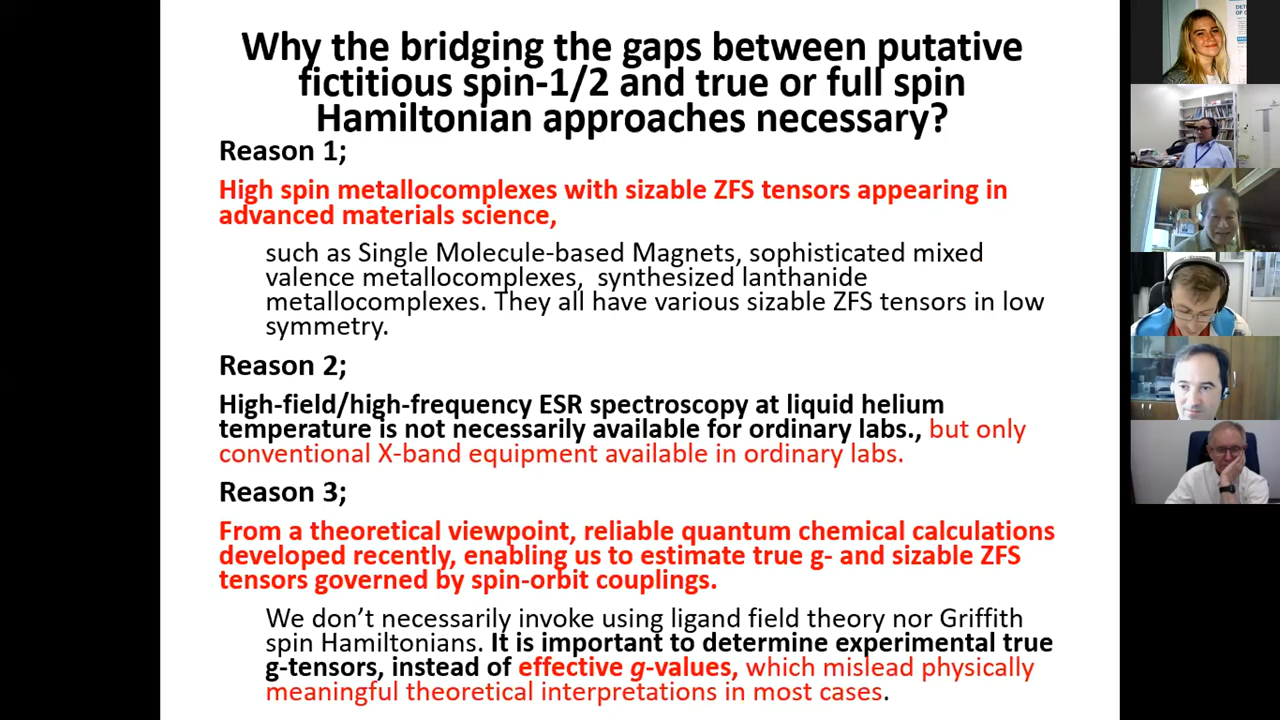 Why the bridging the gaps between putative
fictitious spin-1/2 and true or full spin
Hamiltonian approaches necessary?
Reason 1;
High spin metallocomplexes with sizable ZFS tensors appearing in
advanced materials science,
such as Single Molecule-based Magnets, sophisticated mixed
valence metallocomplexes, synthesized lanthanide
metallocomplexes. They all have various sizable ZFS tensors in low
symmetry.
Reason 2;
High-field/high-frequency ESR spectroscopy at liquid helium
temperature is not necessarily available for ordinary labs., but only
conventional X-band equipment available in ordinary labs.
Reason 3;
From a theoretical viewpoint, reliable quantum chemical calculations
developed recently, enabling us to estimate true g- and sizable ZFS
tensors governed by spin-orbit couplings.
We don’t necessarily invoke using ligand field theory nor Griffith
spin Hamiltonians. It is important to determine experimental true
g-tensors, instead of effective g-values, which mislead physically
meaningful theoretical interpretations in most cases.